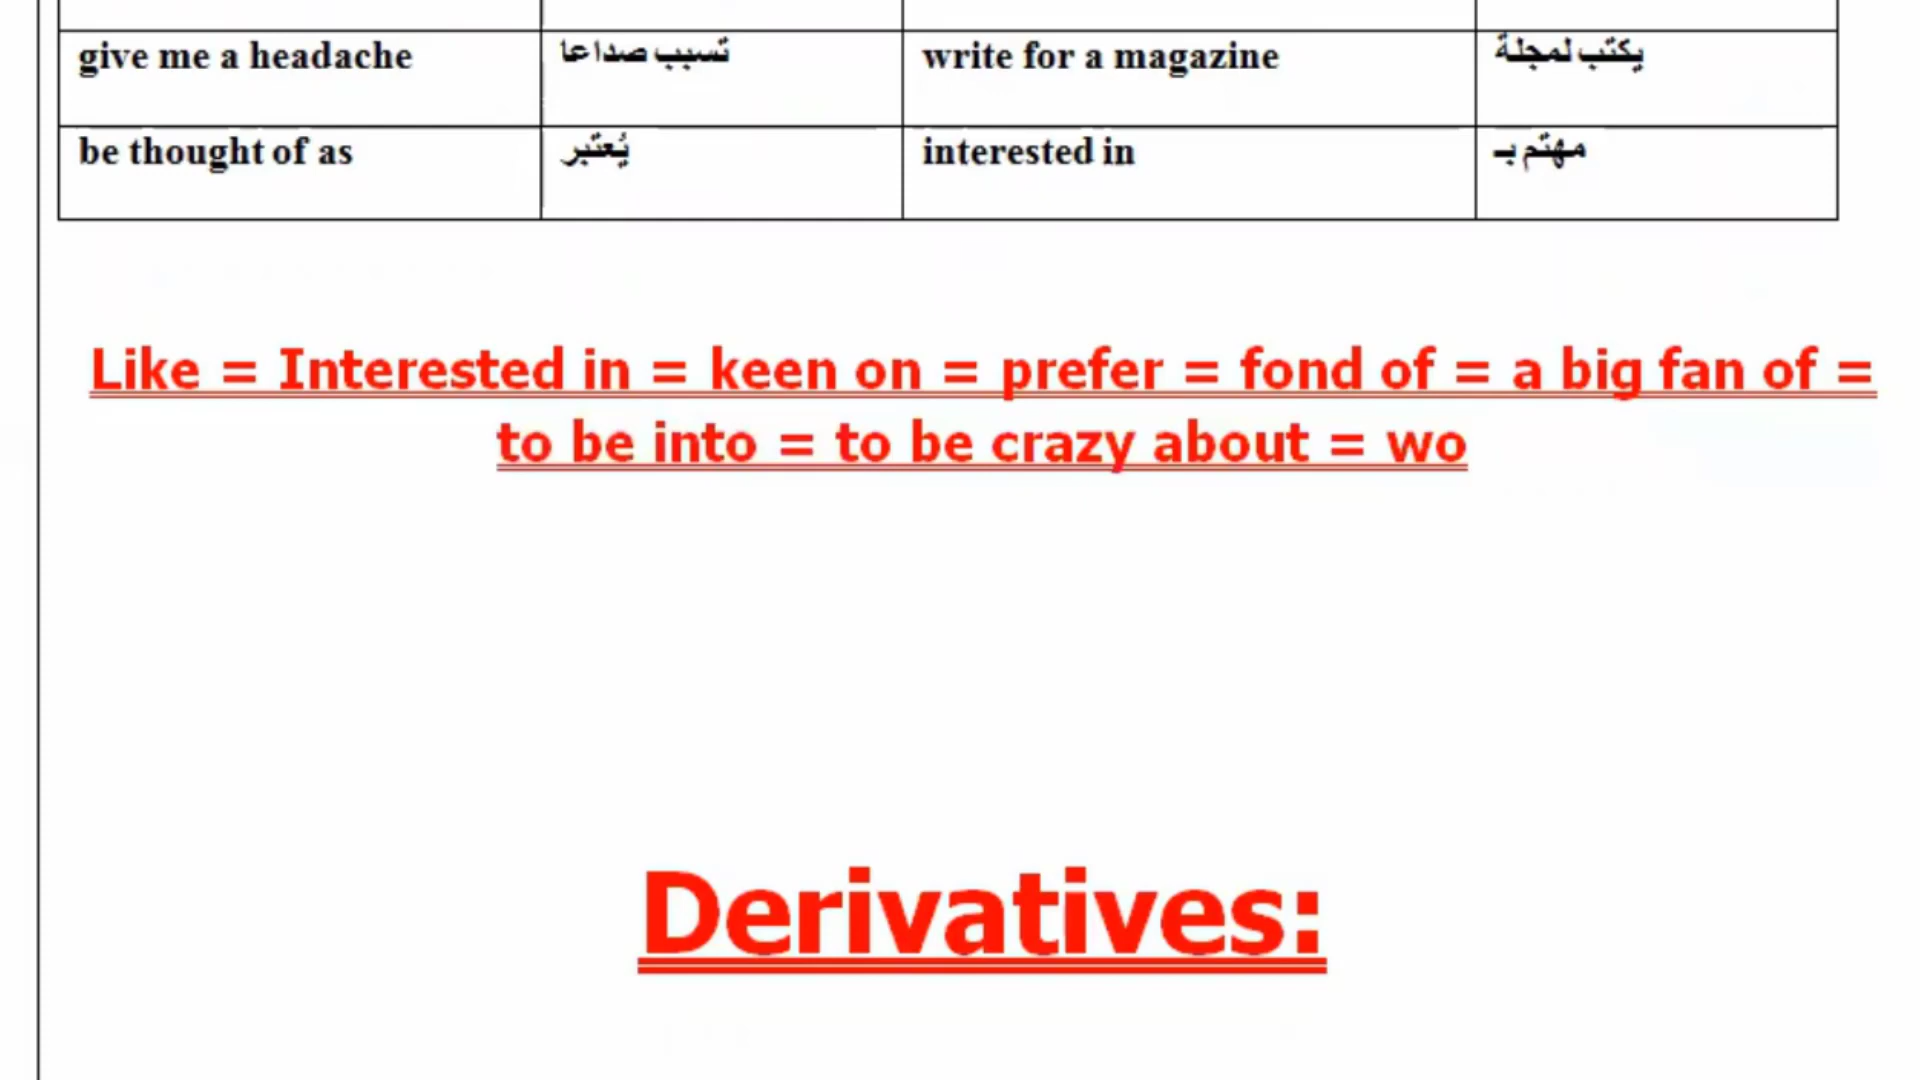 give me a headache تسبب صداعا write for a magazine يكتب لمجلة
be thought of as يُعتبر interested in مهتم بـ
Like = Interested in = keen on = prefer = fond of = a big fan of =
to be into = to be crazy about = wo
Derivatives: